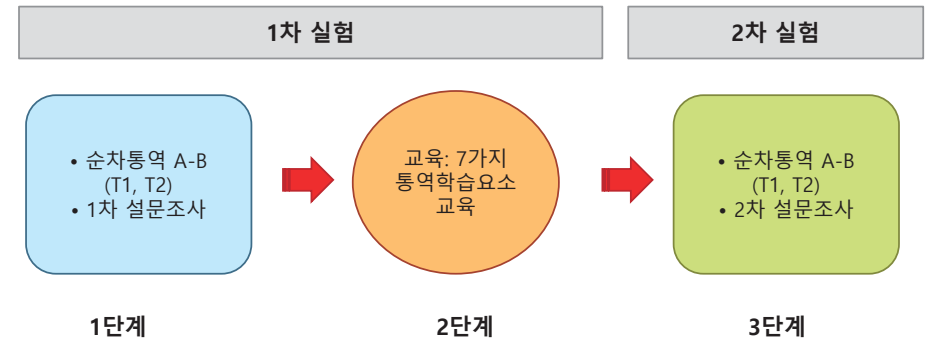 1차 실험
2차 실험
• 순차통역 A-B
(T1, T2)
• 1차 설문조사
교육: 7가지
통역학습요소
교육
• 순차통역 A-B
(T1, T2)
• 2차 설문조사
1단계
2단계
3단계